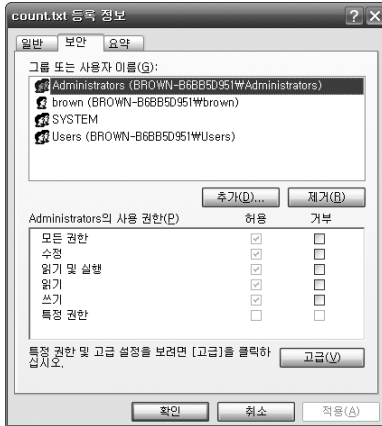 count.txt 등록 정보
일반 보안 요약
그룹 또는 사용자 이름(G):
Administrators (BROWN-B6BB5D951₩Administrators)
brown (BROWN-B6BB5D951₩brown)
SYSTEM
Users (BROWN-B6BB5D951₩Users)
추가(D)... 제거(R)
Administrators의 사용 권한(P) 허용 거부
모든 권한
수정
읽기 및 실행
읽기
쓰기
특정 권한
특정 권한 및 고급 설정을 보려면 [고급]을 클릭하
십시오.
고급(V)
확인 취소 적용(A)